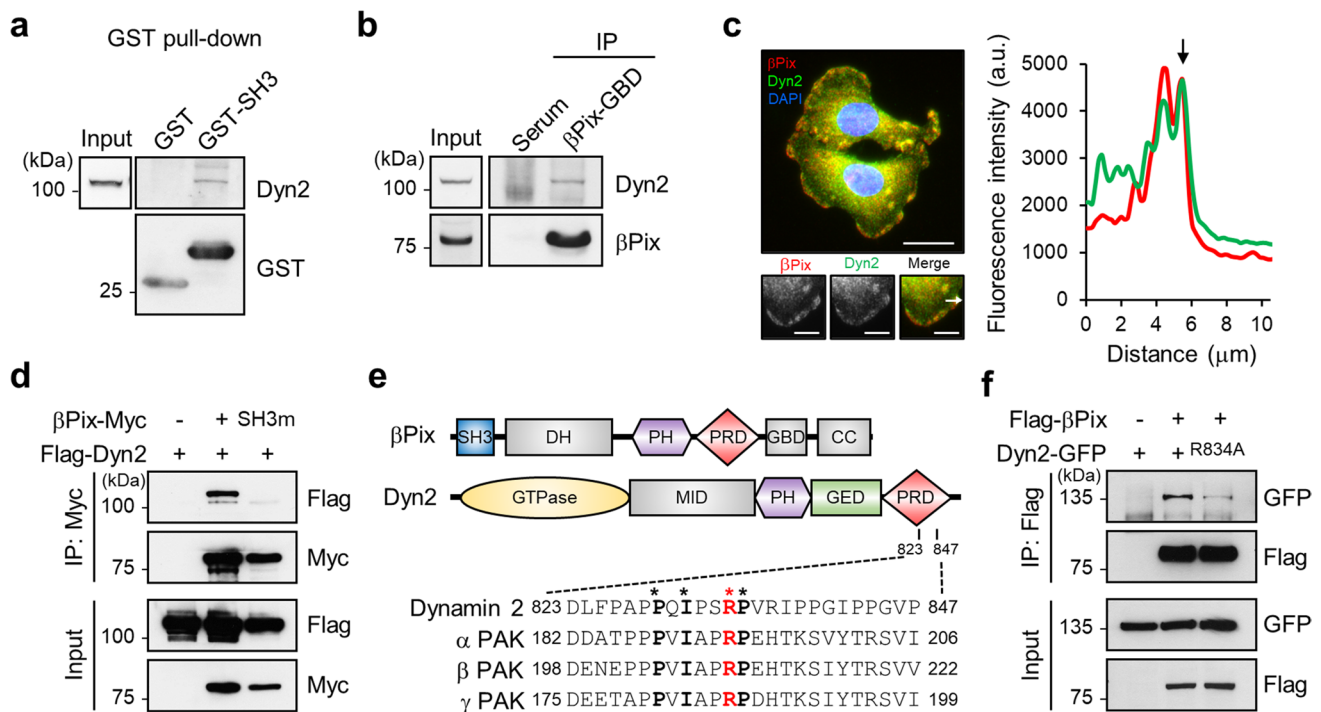 a
GST pull-down
Input
GST
GST-SH3
(kDa)
100
Dyn2
25
GST
b
IP
Input
Serum
βPix-GBD
(kDa)
100
Dyn2
75
βPix
c
βPix
Dyn2
DAPI
βPix
Dyn2
Merge
Fluorescence intensity (a.u.)
5000
4000
3000
2000
1000
0
0 2 4 6 8 10
Distance (μm)
d
βPix-Myc - + SH3m
Flag-Dyn2 + + +
(kDa)
IP: Myc
100
Flag
75
Myc
Input
100
Flag
75
Myc
e
βPix
SH3 DH PH PRD GBD CC
Dyn2
GTPase MID PH GED PRD
823 847
* * * *
Dynamin 2 823 DLFPAPPQIPSRPVRIPPGIPPGVP 847
α PAK 182 DDATPPPVIAPRPEHTKSVYTRSVI 206
β PAK 198 DENEPPPVIAPRPEHTKSIYTRSVV 222
γ PAK 175 DEETAPPVIAPRPDHTKSIYTRSVI 199
f
Flag-βPix - + +
Dyn2-GFP + + R834A
(kDa)
IP: Flag
135
GFP
75
Flag
Input
135
GFP
75
Flag